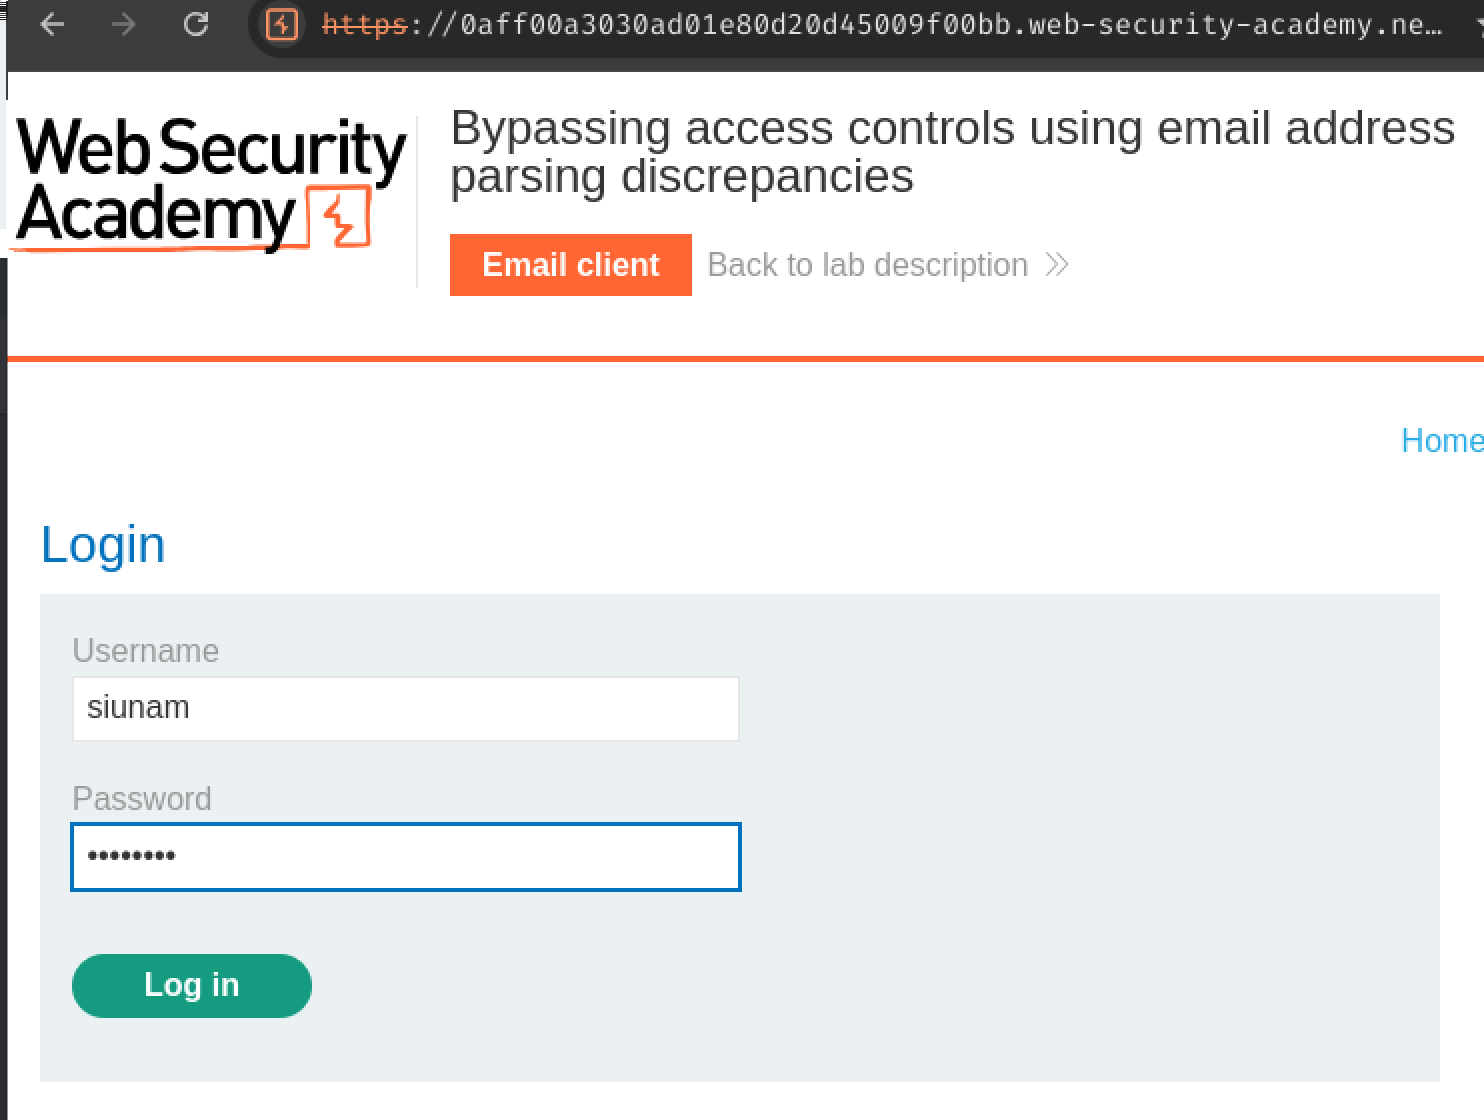 https://0aff00a3030ad01e80d20d45009f00bb.web-security-academy.ne…
Web Security
Academy
Bypassing access controls using email address
parsing discrepancies
Email client
Back to lab description
Home
Login
Username
siunam
Password
••••••••
Log in